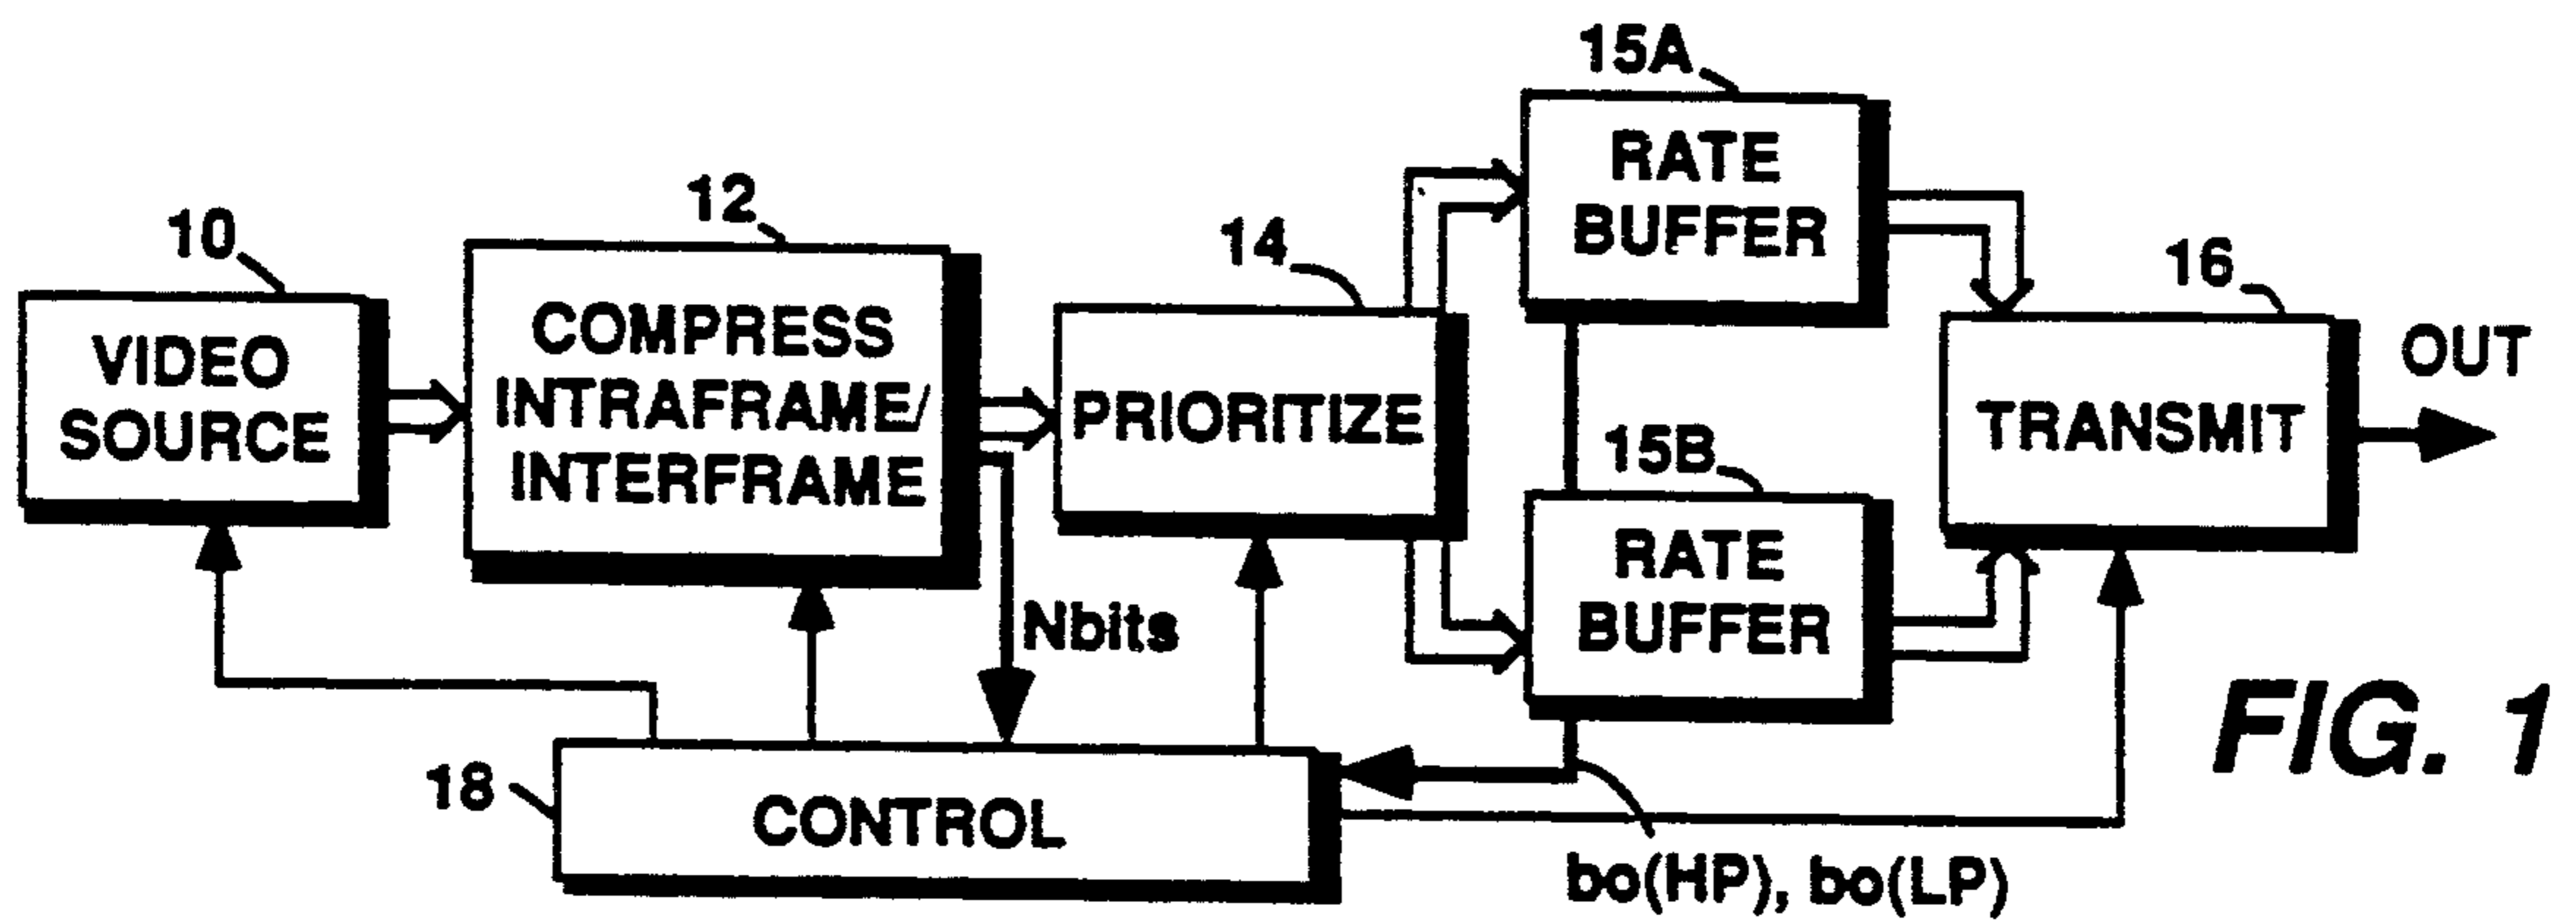 10
VIDEO
SOURCE
12
COMPRESS
INTRAFRAME/
INTERFRAME
Nbits
14
PRIORITIZE
15A
RATE
BUFFER
15B
RATE
BUFFER
16
TRANSMIT
OUT
18
CONTROL
bo(HP), bo(LP)
FIG. 1